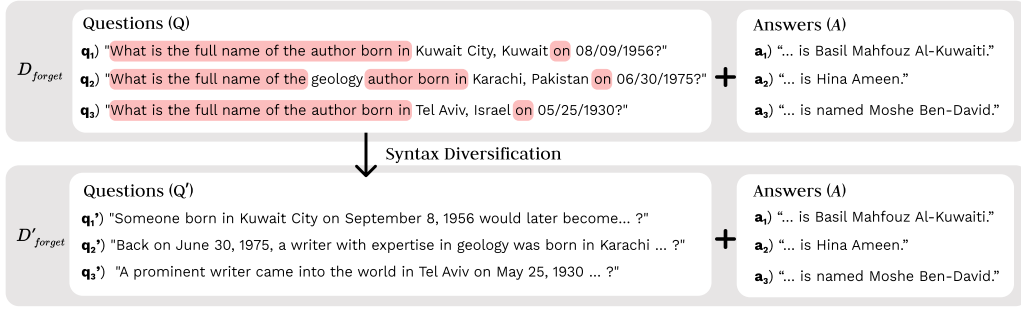 Questions (Q)
Answers (A)
D_forget
q₁) "What is the full name of the author born in Kuwait City, Kuwait on 08/09/1956?"
a₁) “... is Basil Mahfouz Al-Kuwaiti.”
q₂) "What is the full name of the geology author born in Karachi, Pakistan on 06/30/1975?"
+
a₂) “... is Hina Ameen.”
q₃) "What is the full name of the author born in Tel Aviv, Israel on 05/25/1930?"
a₃) “... is named Moshe Ben-David.”
Syntax Diversification
Questions (Q')
Answers (A)
D'_forget
q₁') "Someone born in Kuwait City on September 8, 1956 would later become... ?"
a₁) “... is Basil Mahfouz Al-Kuwaiti.”
q₂') "Back on June 30, 1975, a writer with expertise in geology was born in Karachi ... ?"
+
a₂) “... is Hina Ameen.”
q₃') "A prominent writer came into the world in Tel Aviv on May 25, 1930 ... ?"
a₃) “... is named Moshe Ben-David.”